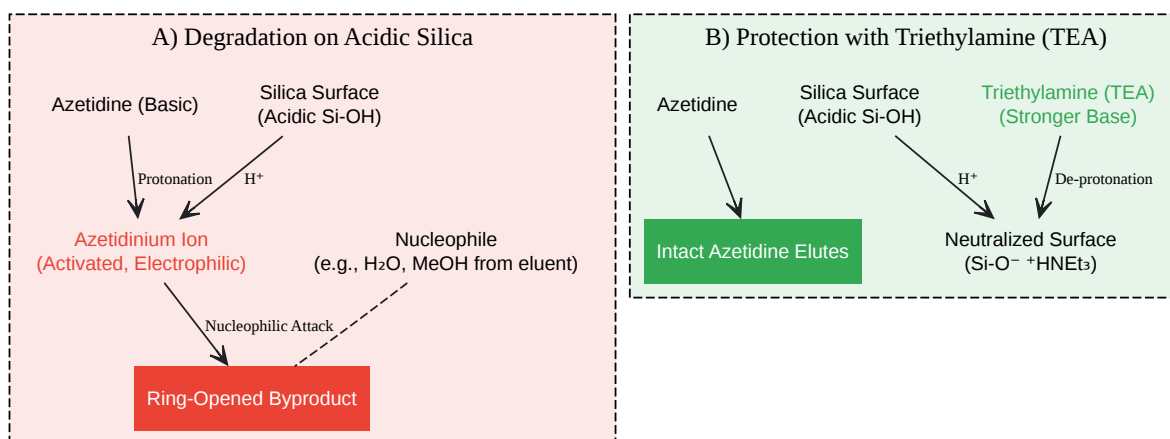 A) Degradation on Acidic Silica
Azetidine (Basic)
Silica Surface
(Acidic Si-OH)
Protonation
H⁺
Azetidinium Ion
(Activated, Electrophilic)
Nucleophile
(e.g., H₂O, MeOH from eluent)
Nucleophilic Attack
Ring-Opened Byproduct
B) Protection with Triethylamine (TEA)
Azetidine
Silica Surface
(Acidic Si-OH)
Triethylamine (TEA)
(Stronger Base)
H⁺
De-protonation
Intact Azetidine Elutes
Neutralized Surface
(Si-O⁻ ⁺HNEt₃)